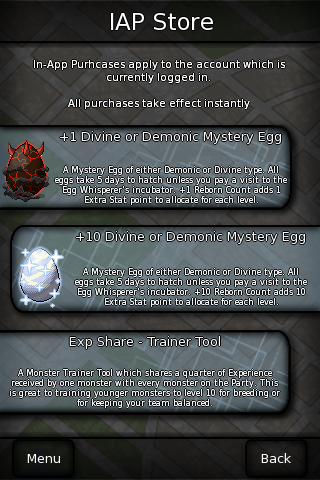 IAP Store
In-App Purhcases apply to the account which is
currently logged in.
All purchases take effect instantly
+1 Divine or Demonic Mystery Egg
A Mystery Egg of either Demonic or Divine type. All
eggs take 5 days to hatch unless you pay a visit to the
Egg Whisperer's incubator. +1 Reborn Count adds 1
Extra Stat point to allocate for each level.
+10 Divine or Demonic Mystery Egg
A Mystery Egg of either Demonic or Divine type. All
eggs take 5 days to hatch unless you pay a visit to the
Egg Whisperer's incubator. +10 Reborn Count adds 10
Extra Stat point to allocate for each level.
Exp Share - Trainer Tool
A Monster Trainer Tool which shares a quarter of Experience
received by one monster with every monster on the Party. This
is great to training younger monsters to level 10 for breeding or
for keeping your team balanced.
Menu
Back